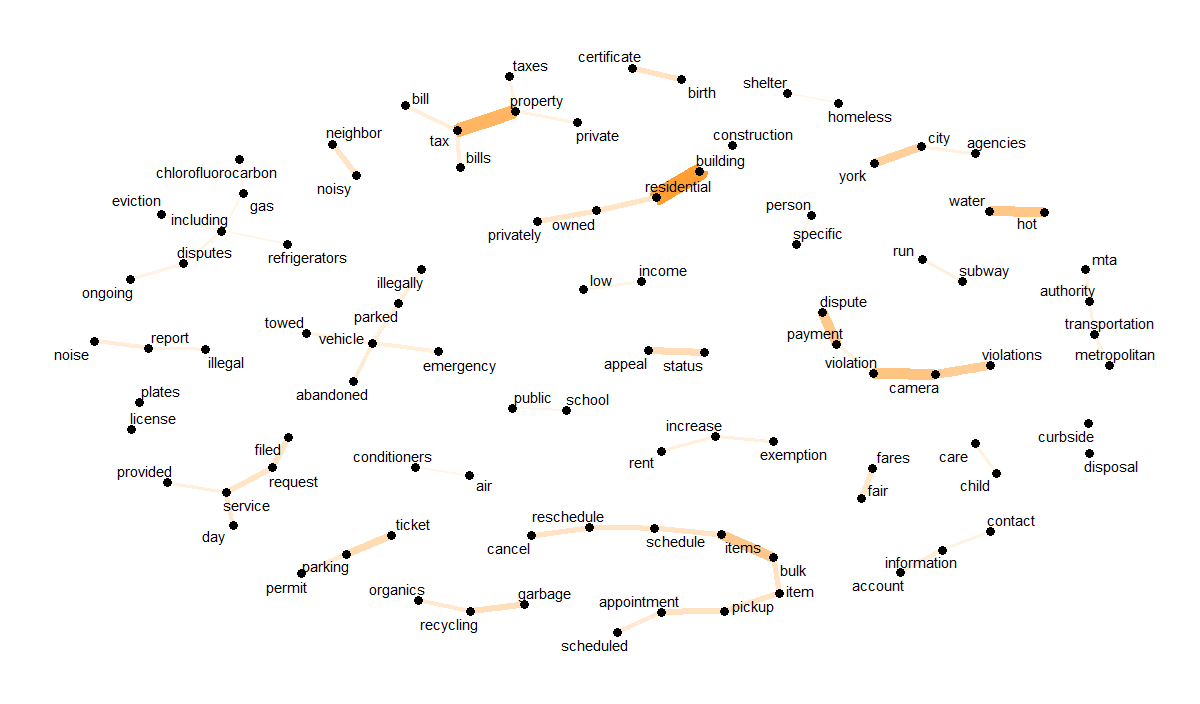 certificate
taxes
shelter
birth
bill
property
homeless
neighbor
private
construction
city
tax
agencies
bills
building
chlorofluorocarbon
york
noisy
residential
eviction
gas
water
person
including
privately
owned
hot
specific
disputes
refrigerators
run
mta
low
income
subway
illegally
ongoing
authority
dispute
parked
towed
transportation
payment
vehicle
noise
report
metropolitan
violations
illegal
appeal
status
violation
emergency
camera
abandoned
plates
public
school
license
increase
curbside
filed
conditioners
rent
exemption
fares
care
disposal
provided
request
air
fair
child
service
reschedule
contact
ticket
day
cancel
schedule
items
information
parking
bulk
permit
account
organics
garbage
item
appointment
pickup
recycling
scheduled